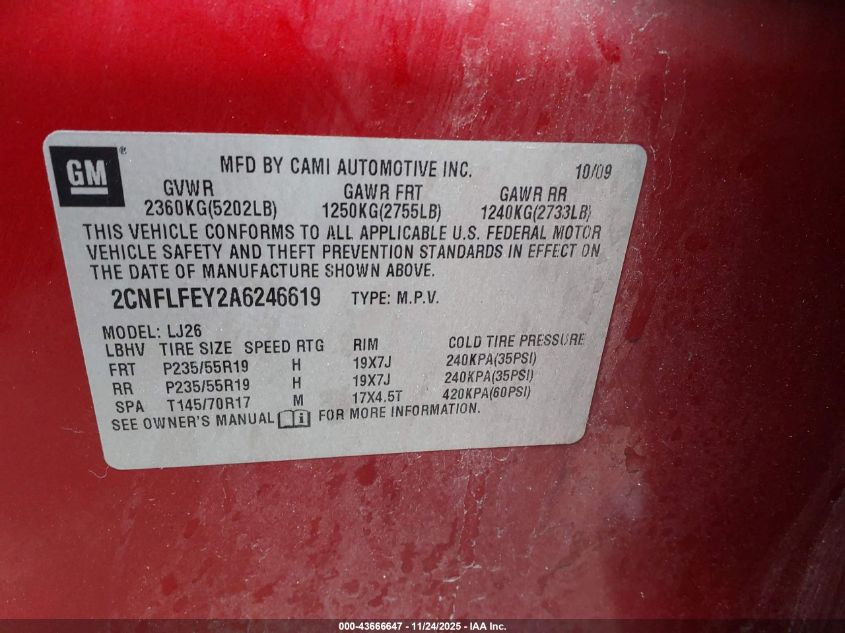 GM®
MFD BY CAMI AUTOMOTIVE INC. 10/09
GVWR GAWR FRT GAWR RR
2360KG(5202LB) 1250KG(2755LB) 1240KG(2733LB)
THIS VEHICLE CONFORMS TO ALL APPLICABLE U.S. FEDERAL MOTOR
VEHICLE SAFETY AND THEFT PREVENTION STANDARDS IN EFFECT ON
THE DATE OF MANUFACTURE SHOWN ABOVE.
2CNFLFEY2A6246619 TYPE: M.P.V.
MODEL: LJ26
LBHV TIRE SIZE SPEED RTG RIM COLD TIRE PRESSURE
FRT P235/55R19 H 19X7J 240KPA(35PSI)
RR P235/55R19 H 19X7J 240KPA(35PSI)
SPA T145/70R17 M 17X4.5T 420KPA(60PSI)
SEE OWNER'S MANUAL i FOR MORE INFORMATION.
000-43666647 - 11/24/2025 - IAA Inc.